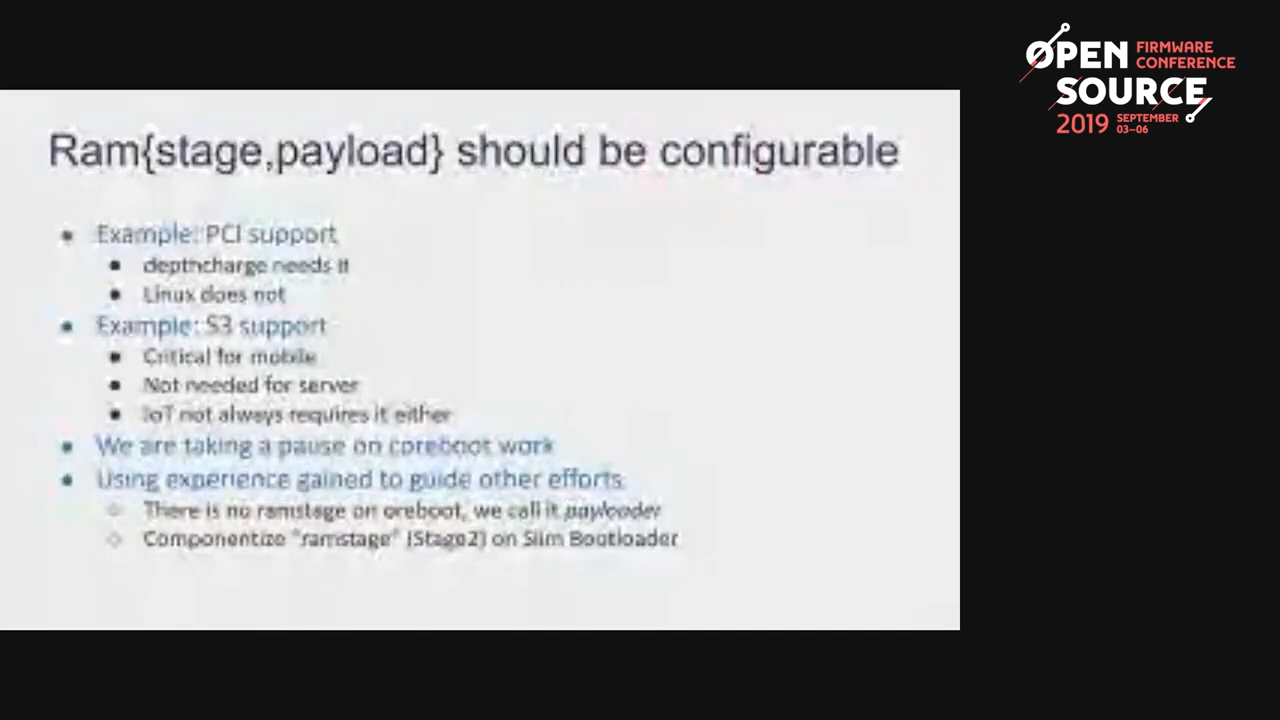 OPEN FIRMWARE
CONFERENCE
SOURCE
2019 SEPTEMBER
03–06
Ram{stage,payload} should be configurable
Example: PCI support
depthcharge needs it
Linux does not
Example: S3 support
Critical for mobile
Not needed for server
IoT not always requires it either
We are taking a pause on coreboot work
Using experience gained to guide other efforts
There is no ramstage on oreboot, we call it payloader
Componentize "ramstage" (Stage2) on Slim Bootloader